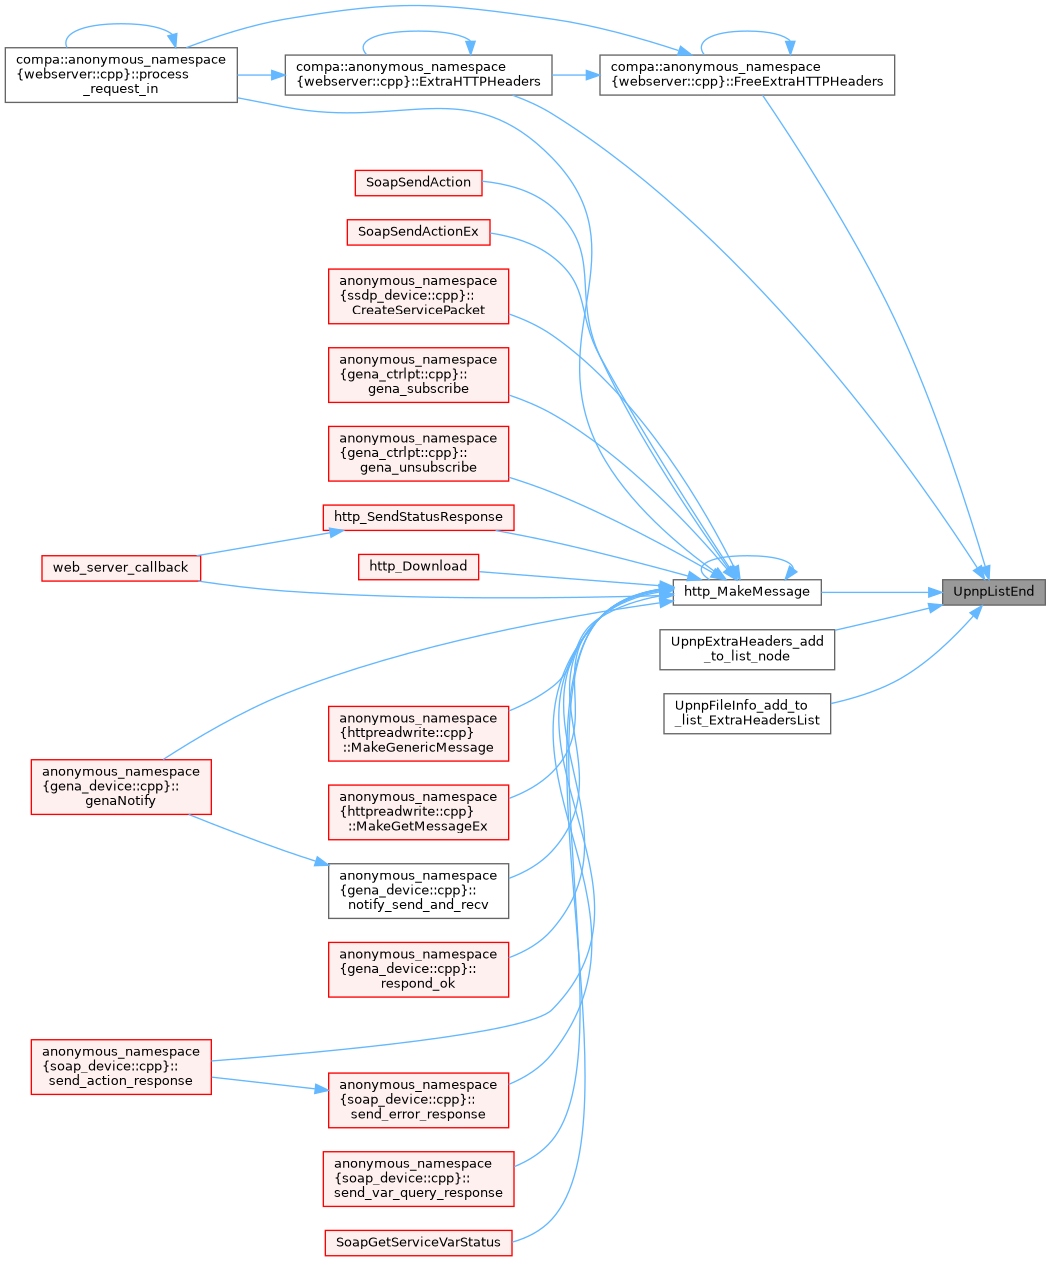 compa::anonymous_namespace
{webserver::cpp}::process
_request_in
compa::anonymous_namespace
{webserver::cpp}::ExtraHTTPHeaders
compa::anonymous_namespace
{webserver::cpp}::FreeExtraHTTPHeaders
SoapSendAction
SoapSendActionEx
anonymous_namespace
{ssdp_device::cpp}::
CreateServicePacket
anonymous_namespace
{gena_ctrlpt::cpp}::
gena_subscribe
anonymous_namespace
{gena_ctrlpt::cpp}::
gena_unsubscribe
http_SendStatusResponse
web_server_callback
http_Download
http_MakeMessage
UpnpListEnd
UpnpExtraHeaders_add
_to_list_node
UpnpFileInfo_add_to
_list_ExtraHeadersList
anonymous_namespace
{httpreadwrite::cpp}
::MakeGenericMessage
anonymous_namespace
{gena_device::cpp}::
genaNotify
anonymous_namespace
{httpreadwrite::cpp}
::MakeGetMessageEx
anonymous_namespace
{gena_device::cpp}::
notify_send_and_recv
anonymous_namespace
{gena_device::cpp}::
respond_ok
anonymous_namespace
{soap_device::cpp}::
send_action_response
anonymous_namespace
{soap_device::cpp}::
send_error_response
anonymous_namespace
{soap_device::cpp}::
send_var_query_response
SoapGetServiceVarStatus